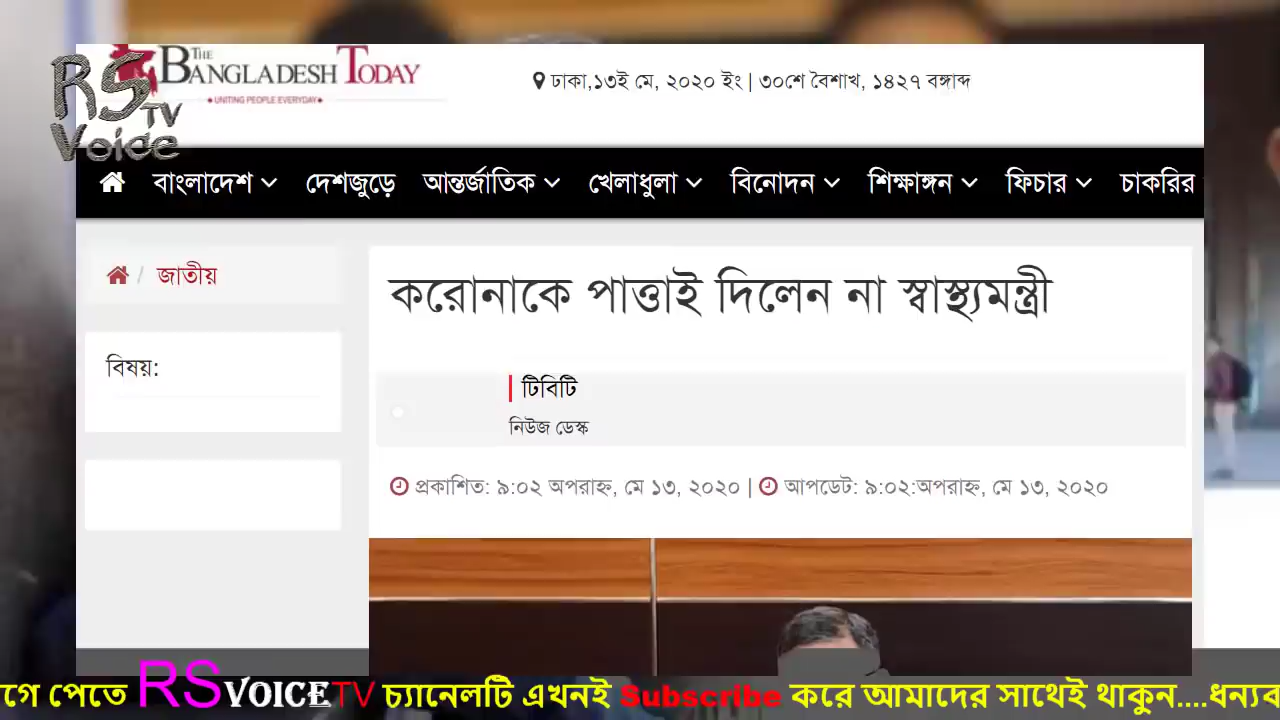 THE
BANGLADESH TODAY
UNITING PEOPLE EVERYDAY
RS
TV
Voice
ঢাকা,১৩ই মে, ২০২০ ইং | ৩০শে বৈশাখ, ১৪২৭ বঙ্গাব্দ
বাংলাদেশ দেশজুড়ে আন্তর্জাতিক খেলাধুলা বিনোদন শিক্ষাঙ্গন ফিচার চাকরির
/ জাতীয়
বিষয়:
করোনাকে পাত্তাই দিলেন না স্বাস্থ্যমন্ত্রী
টিবিটি
নিউজ ডেস্ক
প্রকাশিত: ৯:০২ অপরাহ্ন, মে ১৩, ২০২০ | আপডেট: ৯:০২:অপরাহ্ন, মে ১৩, ২০২০
গে পেতে RSVOICETV চ্যানেলটি এখনই Subscribe করে আমাদের সাথেই থাকুন....ধন্যব